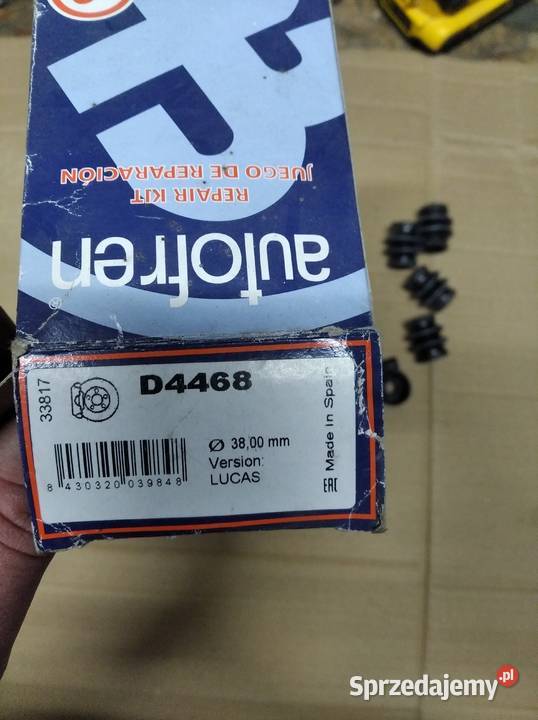 REPAIR KIT
JUEGO DE REPARACIÓN
autofren
®
33817
D4468
Ø 38,00 mm
Version:
LUCAS
8 430320 039848
Made in Spain
EAC
Sprzedajemy.pl